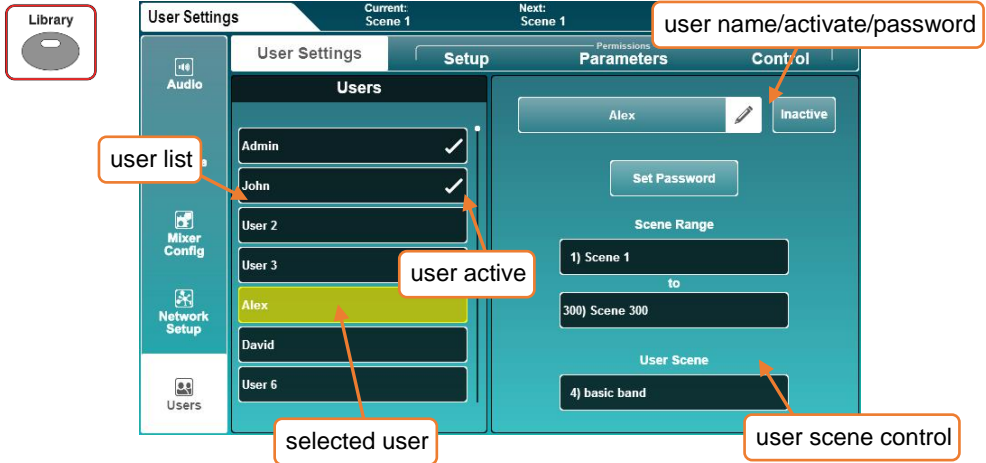 Library
User Settings
Current:
Scene 1
Next:
Scene 1
user name/activate/password
User Settings
Permissions
Setup
Parameters
Control
Audio
Users
Alex
Inactive
Admin
user list
John
Set Password
User 2
Scene Range
Mixer
Config
User 3
user active
1) Scene 1
to
Network
Setup
Alex
300) Scene 300
David
User Scene
Users
User 6
4) basic band
selected user
user scene control